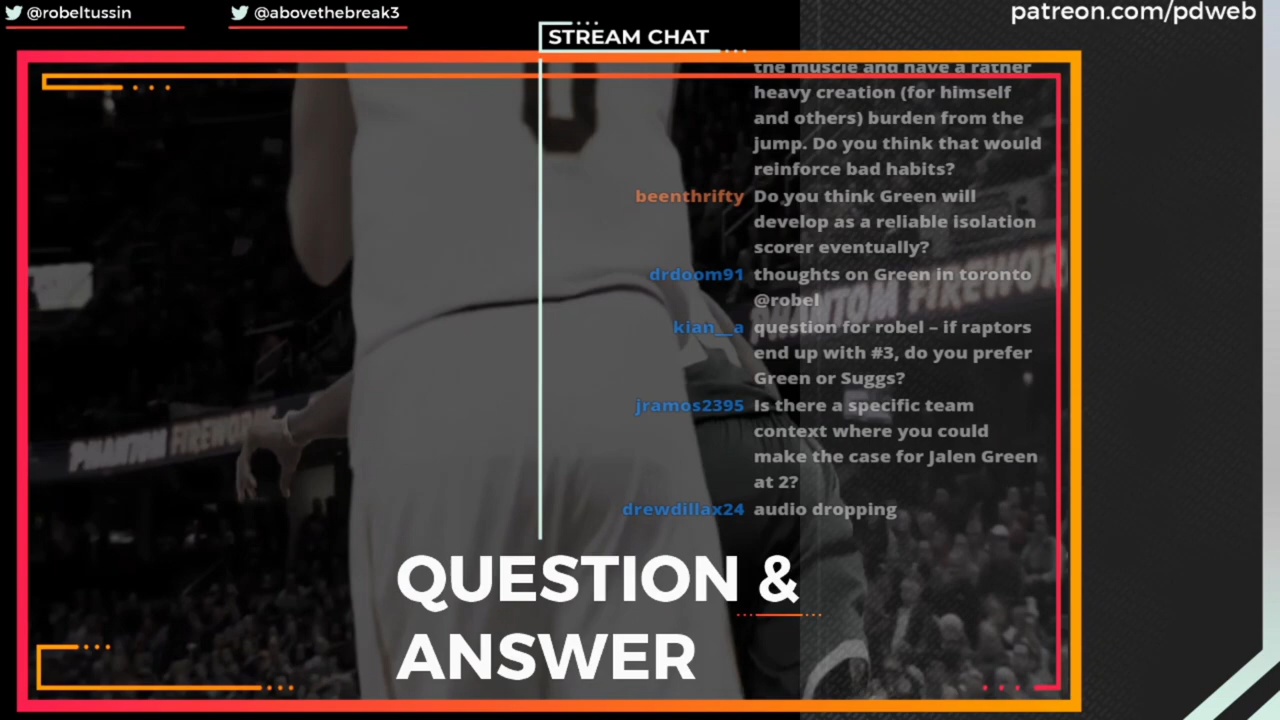 @robeltussin
@abovethebreak3
patreon.com/pdweb
STREAM CHAT
the muscle and have a rather
heavy creation (for himself
and others) burden from the
jump. Do you think that would
reinforce bad habits?
beenthrifty Do you think Green will
develop as a reliable isolation
scorer eventually?
drdoom91 thoughts on Green in toronto
@robel
kian__a question for robel – if raptors
end up with #3, do you prefer
Green or Suggs?
jramos2395 Is there a specific team
context where you could
make the case for Jalen Green
at 2?
drewdillax24 audio dropping
PHANTOM FIREWORKS
PHANTOM FIREWOR
QUESTION &
ANSWER